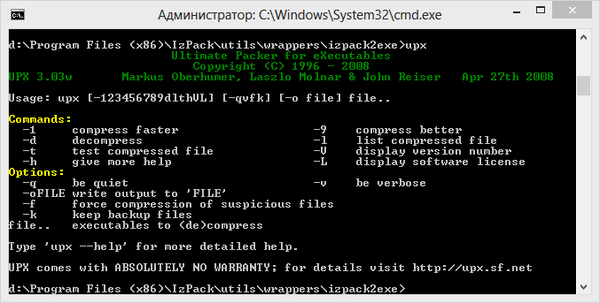 Администратор: C:\Windows\System32\cmd.exe
d:\Program Files (x86)\IzPack\utils\wrappers\izpack2exe>upx
Ultimate Packer for eXecutables
Copyright (C) 1996 - 2008
UPX 3.03w Markus Oberhumer, Laszlo Molnar & John Reiser Apr 27th 2008
Usage: upx [-123456789dlthVL] [-qvfk] [-o file] file..
Commands:
-1 compress faster -9 compress better
-d decompress -l list compressed file
-t test compressed file -V display version number
-h give more help -L display software license
Options:
-q be quiet -v be verbose
-oFILE write output to 'FILE'
-f force compression of suspicious files
-k keep backup files
file.. executables to (de)compress
Type 'upx --help' for more detailed help.
UPX comes with ABSOLUTELY NO WARRANTY; for details visit http://upx.sf.net
d:\Program Files (x86)\IzPack\utils\wrappers\izpack2exe>